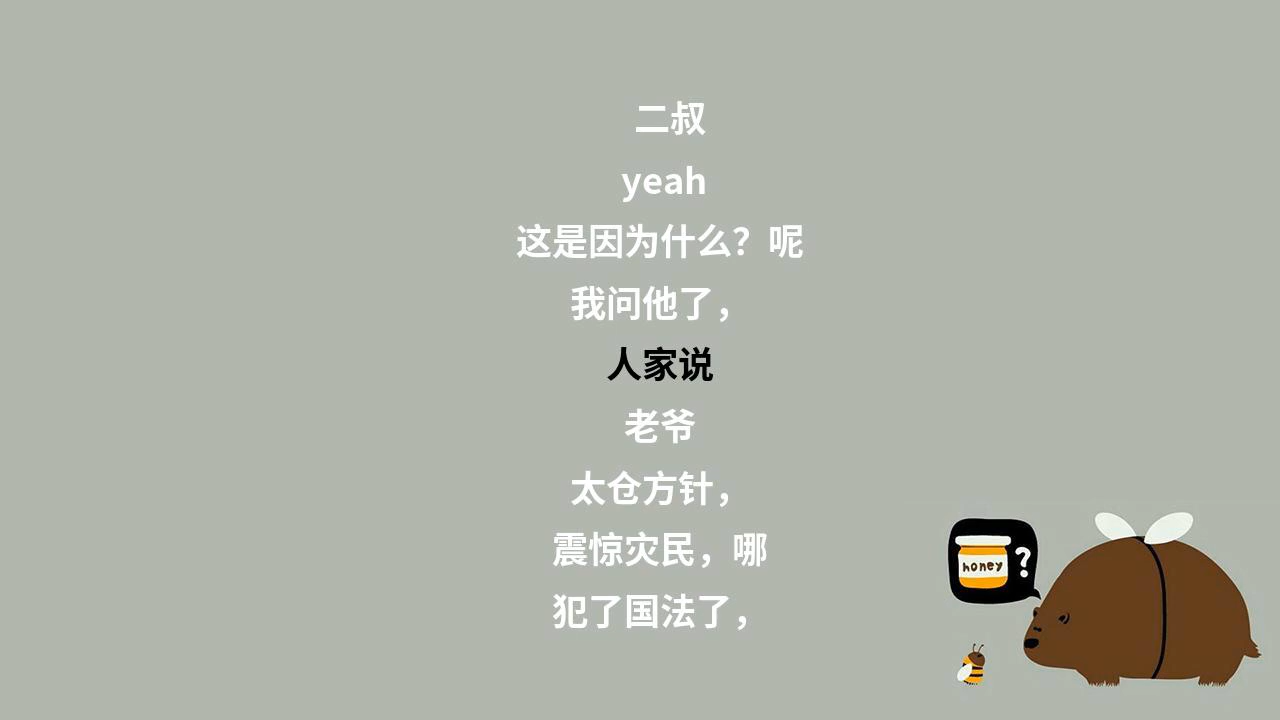 二叔
yeah
这是因为什么？呢
我问他了，
人家说
老爷
太仓方针，
震惊灾民，哪
犯了国法了，
honey
?